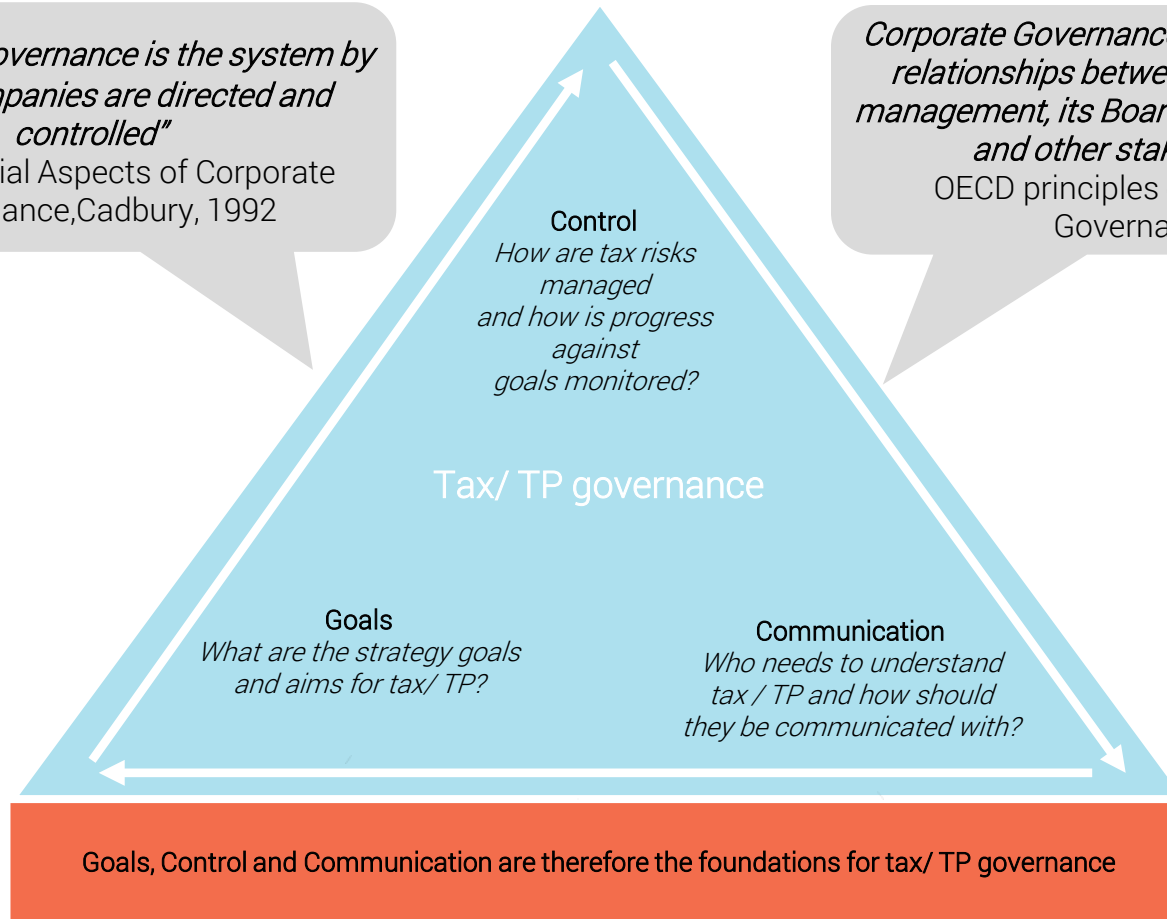 overnance is the system by
panies are directed and
controlled”
ial Aspects of Corporate
ance,Cadbury, 1992
Corporate Governance
relationships betwe
management, its Boar
and other stak
OECD principles
Governa
Control
How are tax risks
managed
and how is progress
against
goals monitored?
Tax/ TP governance
Goals
What are the strategy goals
and aims for tax/ TP?
Communication
Who needs to understand
tax / TP and how should
they be communicated with?
Goals, Control and Communication are therefore the foundations for tax/ TP governance